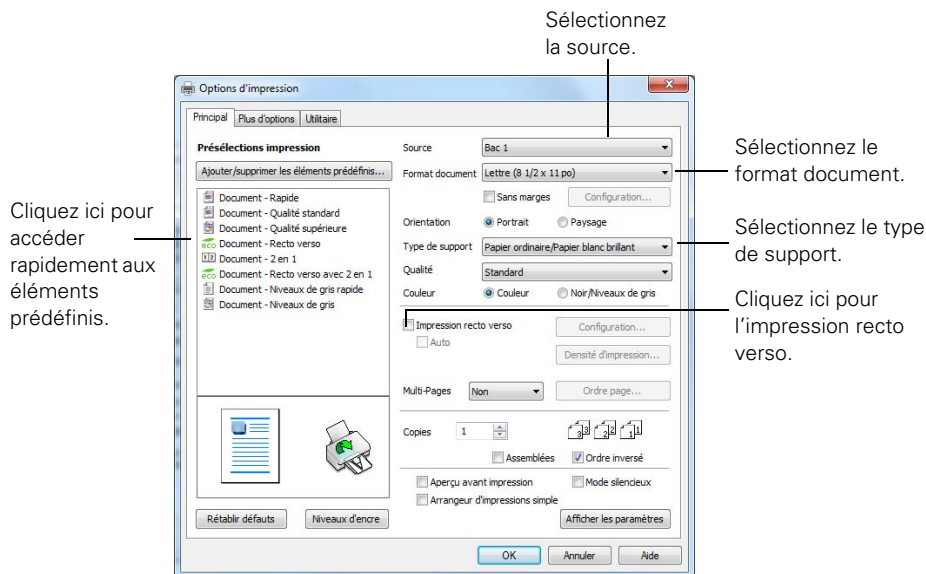 Sélectionnez
la source.
Options d'impression
Principal Plus d'options Utilitaire
Présélections impression
Ajouter/supprimer les éléments prédéfinis...
Document - Rapide
Document - Qualité standard
Document - Qualité supérieure
Document - Recto verso
Document - 2 en 1
Document - Recto verso avec 2 en 1
Document - Niveaux de gris rapide
Document - Niveaux de gris
Rétablir défauts Niveaux d'encre
Source Bac 1
Format document Lettre (8 1/2 x 11 po)
Sans marges Configuration...
Orientation Portrait Paysage
Type de support Papier ordinaire/Papier blanc brillant
Qualité Standard
Couleur Couleur Noir/Niveaux de gris
Impression recto verso Configuration...
Auto
Densité d'impression...
Multi-Pages Non Ordre page...
Copies 1
3 3 2 2 1 1
Assemblées Ordre inversé
Aperçu avant impression Mode silencieux
Arrangeur d'impressions simple
Afficher les paramètres
OK Annuler Aide
Cliquez ici pour
accéder
rapidement aux
éléments
prédéfinis.
Sélectionnez le
format document.
Sélectionnez le type
de support.
Cliquez ici pour
l'impression recto
verso.